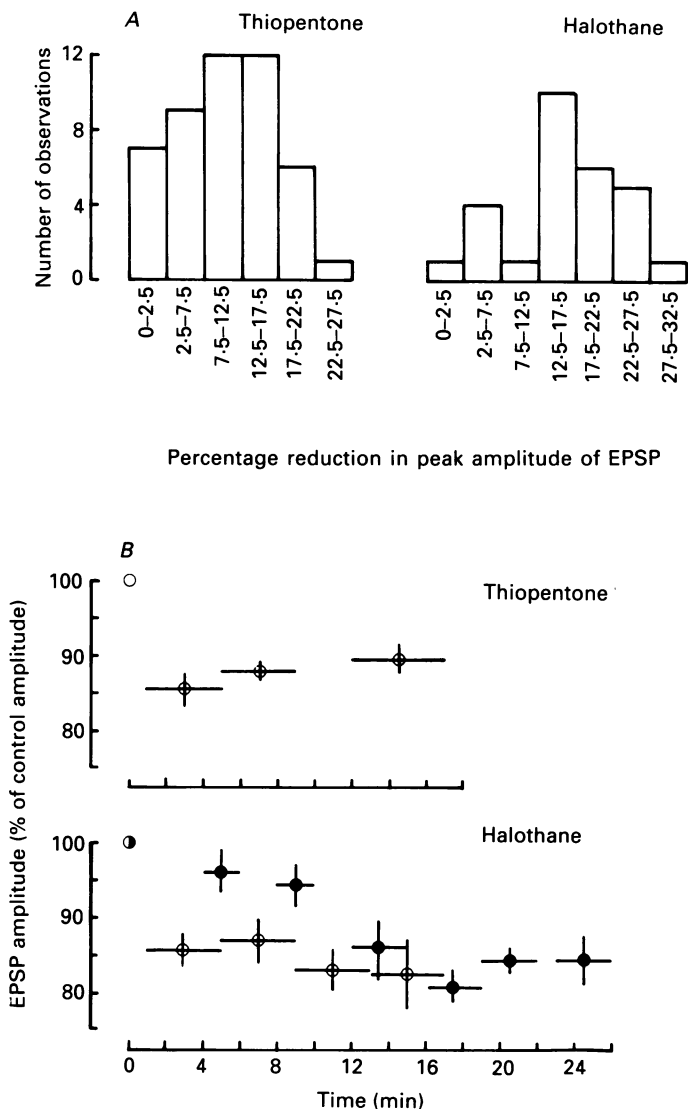 A
Thiopentone
Halothane
Number of observations
12
8
4
0
0–2·5
2·5–7·5
7·5–12·5
12·5–17·5
17·5–22·5
22·5–27·5
0–2·5
2·5–7·5
7·5–12·5
12·5–17·5
17·5–22·5
22·5–27·5
27·5–32·5
Percentage reduction in peak amplitude of EPSP
B
EPSP amplitude (% of control amplitude)
100
90
80
Thiopentone
100
90
80
Halothane
0 4 8 12 16 20 24
Time (min)